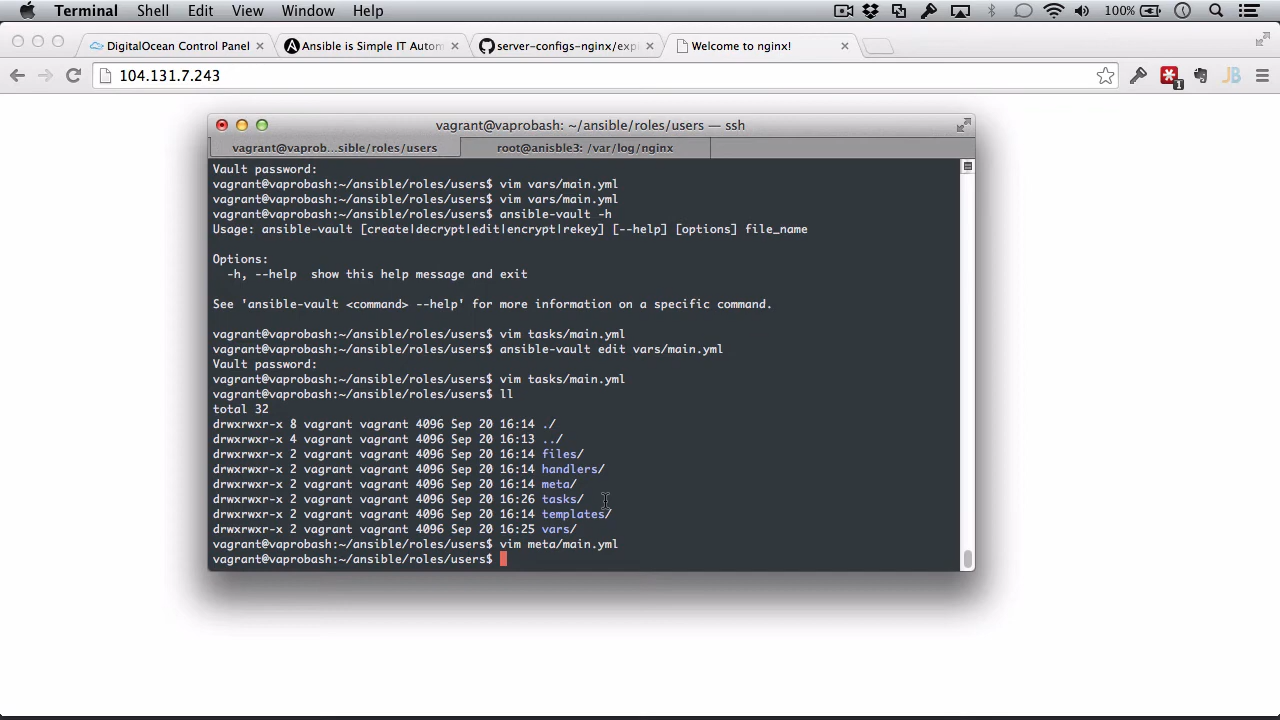 Terminal Shell Edit View Window Help 100%
DigitalOcean Control Panel Ansible is Simple IT Autom server-configs-nginx/exp Welcome to nginx!
104.131.7.243 1 JB
vagrant@vaprobash: ~/ansible/roles/users — ssh
vagrant@vaprob...sible/roles/users root@anisble3: /var/log/nginx
Vault password:
vagrant@vaprobash:~/ansible/roles/users$ vim vars/main.yml
vagrant@vaprobash:~/ansible/roles/users$ vim vars/main.yml
vagrant@vaprobash:~/ansible/roles/users$ ansible-vault -h
Usage: ansible-vault [create|decrypt|edit|encrypt|rekey] [--help] [options] file_name
Options:
-h, --help  show this help message and exit
See 'ansible-vault <command> --help' for more information on a specific command.
vagrant@vaprobash:~/ansible/roles/users$ vim tasks/main.yml
vagrant@vaprobash:~/ansible/roles/users$ ansible-vault edit vars/main.yml
Vault password:
vagrant@vaprobash:~/ansible/roles/users$ vim tasks/main.yml
vagrant@vaprobash:~/ansible/roles/users$ ll
total 32
drwxrwxr-x 8 vagrant vagrant 4096 Sep 20 16:14 ./
drwxrwxr-x 4 vagrant vagrant 4096 Sep 20 16:13 ../
drwxrwxr-x 2 vagrant vagrant 4096 Sep 20 16:14 files/
drwxrwxr-x 2 vagrant vagrant 4096 Sep 20 16:14 handlers/
drwxrwxr-x 2 vagrant vagrant 4096 Sep 20 16:14 meta/
drwxrwxr-x 2 vagrant vagrant 4096 Sep 20 16:26 tasks/
drwxrwxr-x 2 vagrant vagrant 4096 Sep 20 16:14 templates/
drwxrwxr-x 2 vagrant vagrant 4096 Sep 20 16:25 vars/
vagrant@vaprobash:~/ansible/roles/users$ vim meta/main.yml
vagrant@vaprobash:~/ansible/roles/users$